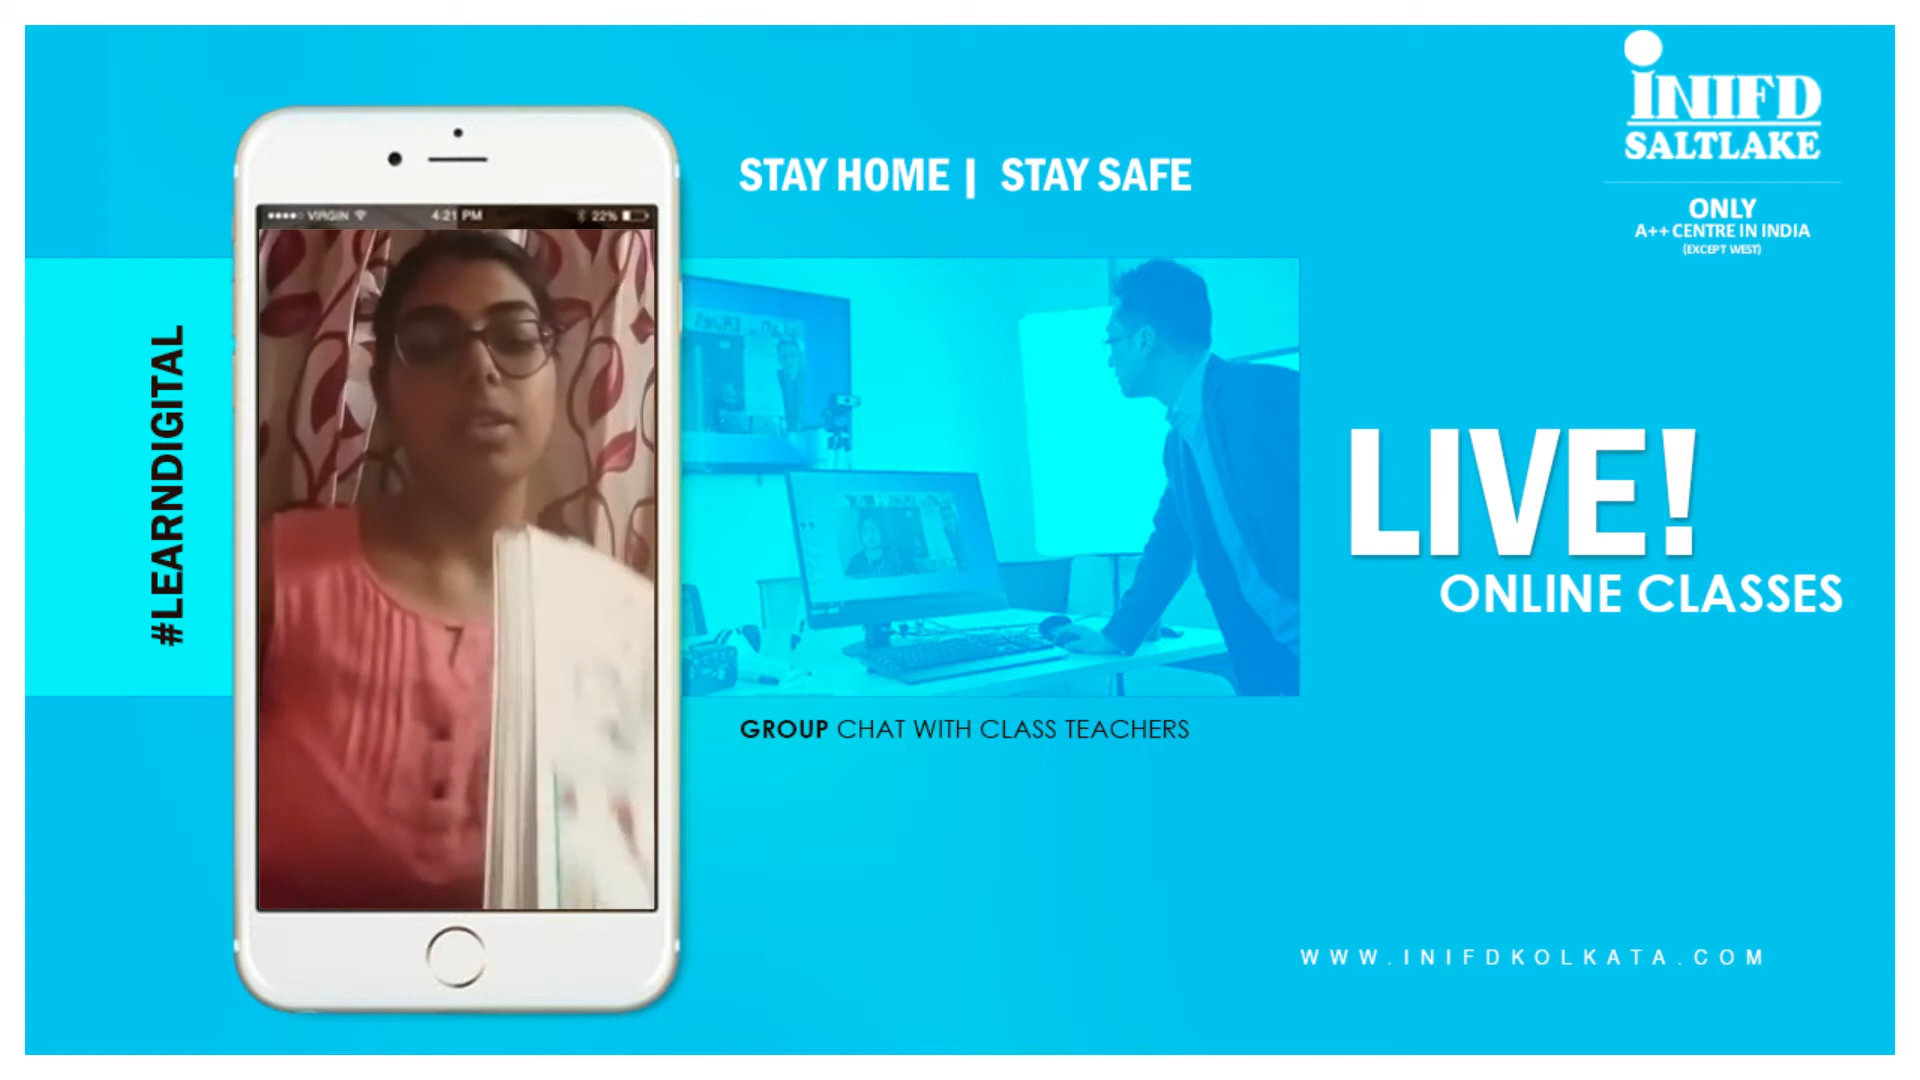 iNIFD
SALTLAKE
ONLY
A++ CENTRE IN INDIA
(EXCEPT WEST)
STAY HOME | STAY SAFE
VIRGIN 4:21 PM 22%
#LEARNDIGITAL
LIVE!
ONLINE CLASSES
GROUP CHAT WITH CLASS TEACHERS
WWW.INIFDKOLKATA.COM